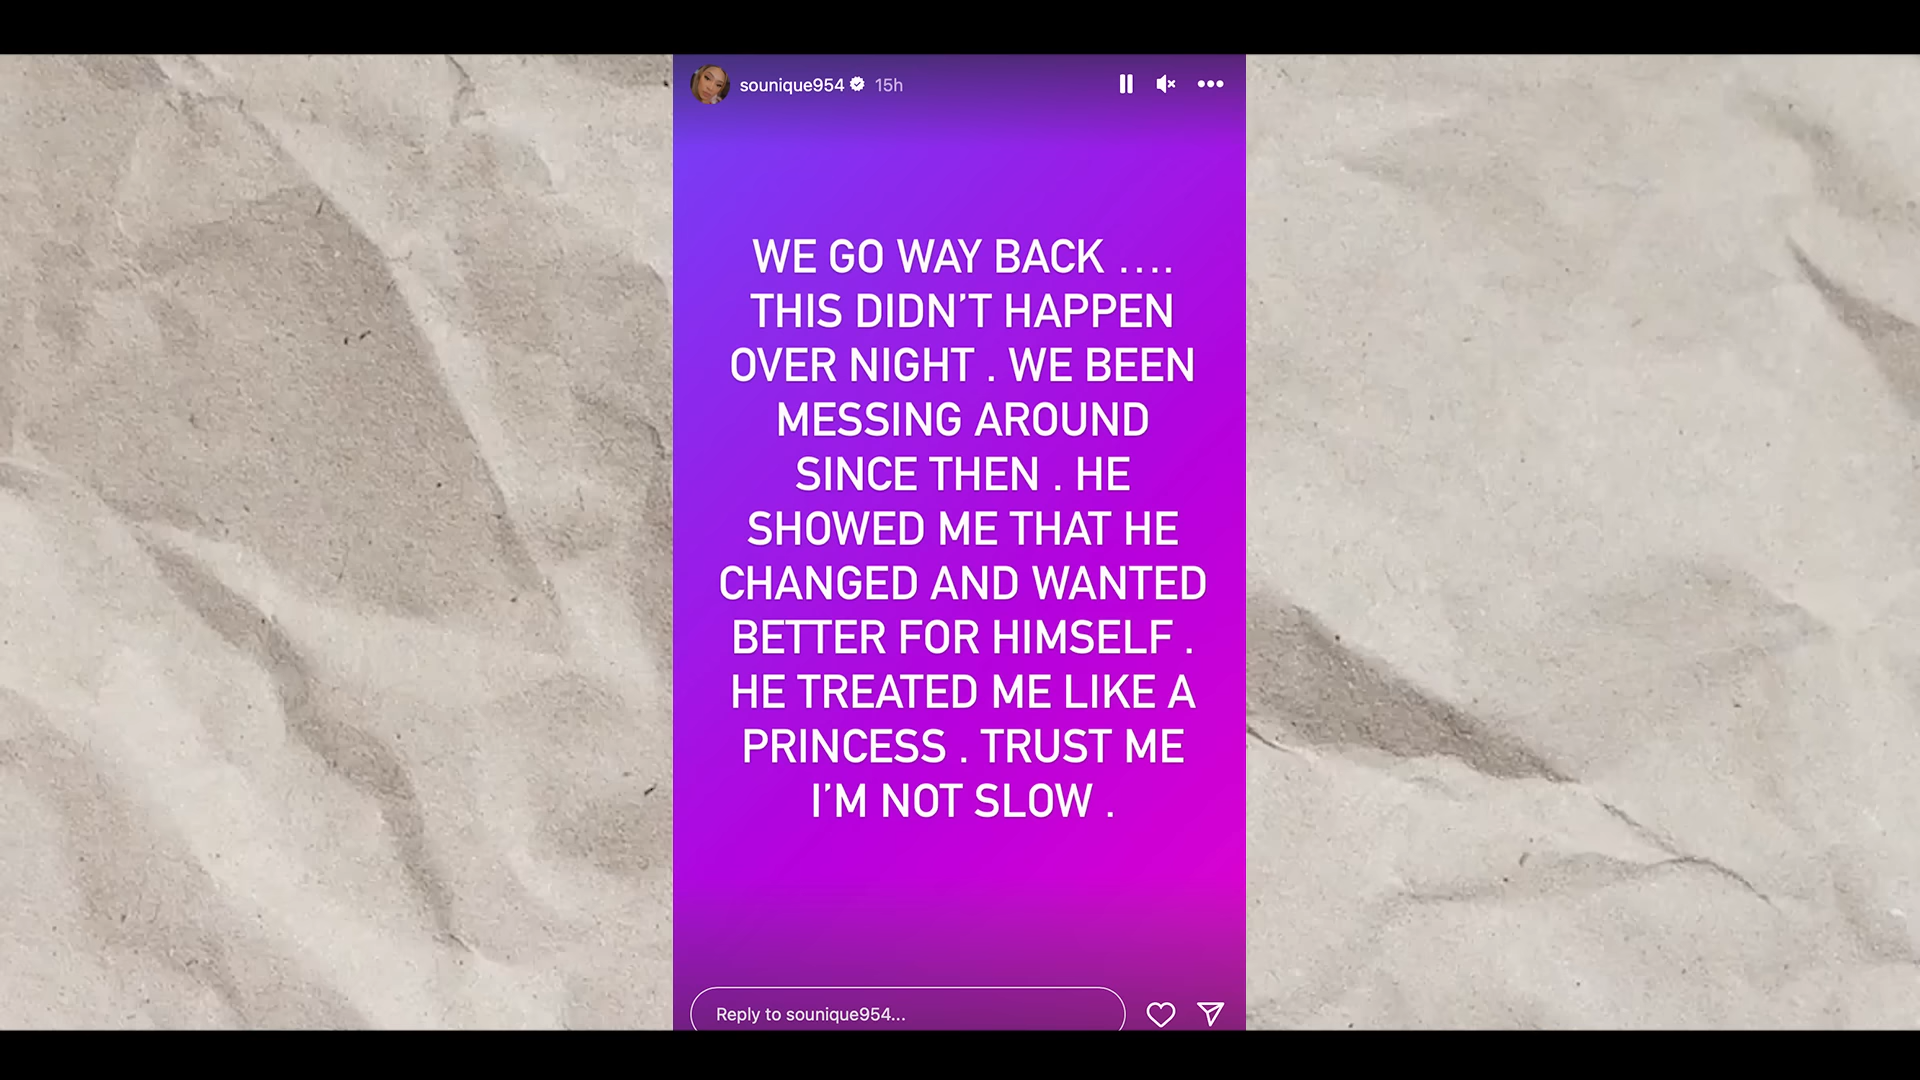 sounique954 15h
WE GO WAY BACK ....
THIS DIDN’T HAPPEN
OVER NIGHT . WE BEEN
MESSING AROUND
SINCE THEN . HE
SHOWED ME THAT HE
CHANGED AND WANTED
BETTER FOR HIMSELF .
HE TREATED ME LIKE A
PRINCESS . TRUST ME
I’M NOT SLOW .
Reply to sounique954...